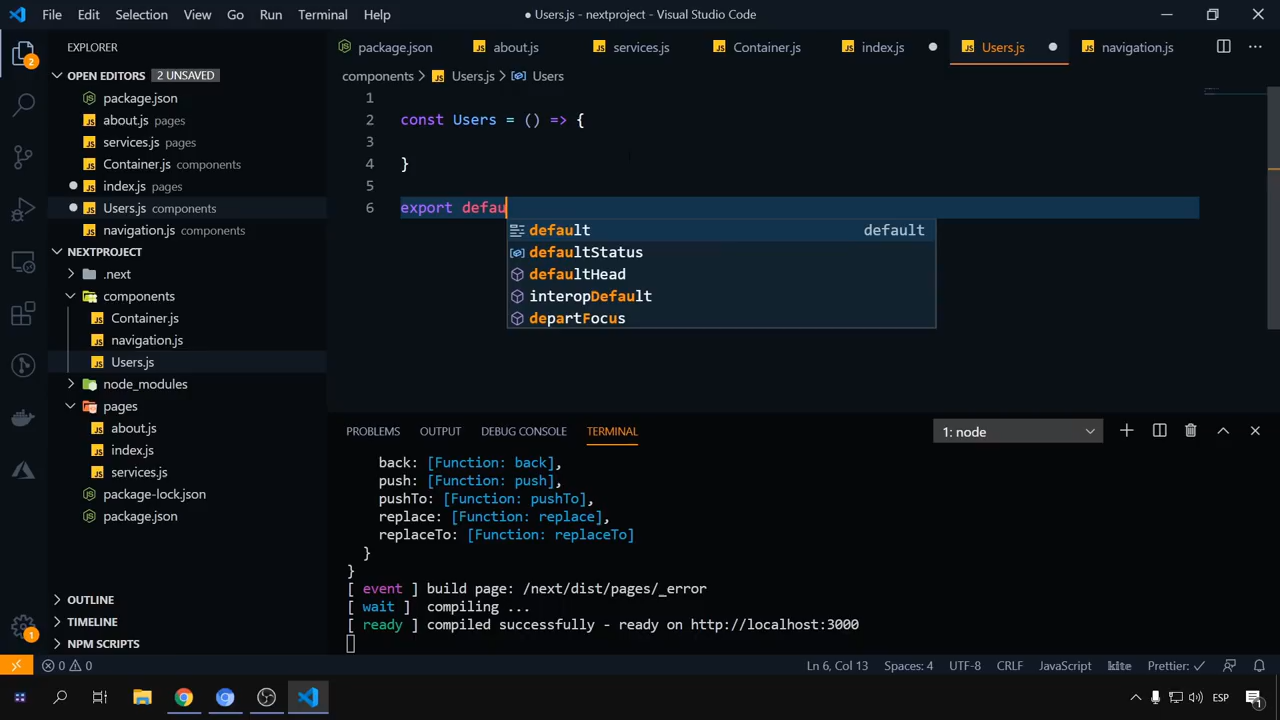 File Edit Selection View Go Run Terminal Help
● Users.js - nextproject - Visual Studio Code
EXPLORER
OPEN EDITORS 2 UNSAVED
package.json
about.js pages
services.js pages
Container.js components
index.js pages
Users.js components
navigation.js components
NEXTPROJECT
.next
components
Container.js
navigation.js
Users.js
node_modules
pages
about.js
index.js
services.js
package-lock.json
package.json
OUTLINE
TIMELINE
NPM SCRIPTS
2
1
package.json about.js services.js Container.js index.js Users.js navigation.js
components > Users.js > Users
1
2 const Users = () => {
3
4 }
5
6 export defau
default default
defaultStatus
defaultHead
interopDefault
departFocus
PROBLEMS OUTPUT DEBUG CONSOLE TERMINAL
1: node
back: [Function: back],
push: [Function: push],
pushTo: [Function: pushTo],
replace: [Function: replace],
replaceTo: [Function: replaceTo]
}
}
[ event ] build page: /next/dist/pages/_error
[ wait ]  compiling ...
[ ready ] compiled successfully - ready on http://localhost:3000
0 0
Ln 6, Col 13 Spaces: 4 UTF-8 CRLF JavaScript kite Prettier: ✓
ESP
1